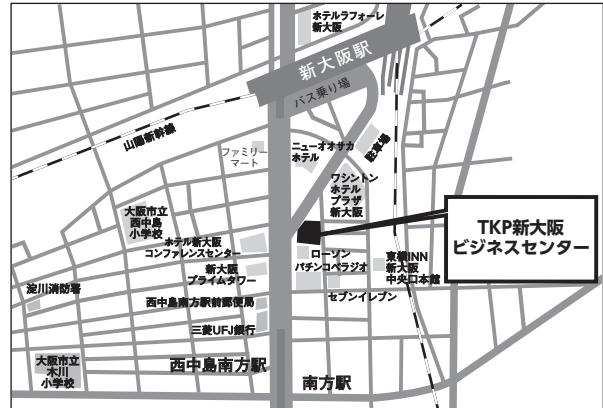 ホテルラフォーレ
新大阪
新大阪駅
バス乗り場
山陽新幹線
ファミリー
マート
ニューオオサカ
ホテル
駐車場
ワシントン
ホテル
プラザ
新大阪
大阪市立
西中島
小学校
ホテル新大阪
コンファレンスセンター
TKP新大阪
ビジネスセンター
新大阪
プライムタワー
ローソン
パチンコベラジオ
東横INN
新大阪
中央口本館
淀川消防署
西中島南方駅前郵便局
セブンイレブン
三菱UFJ銀行
大阪市立
木川
小学校
西中島南方駅
南方駅